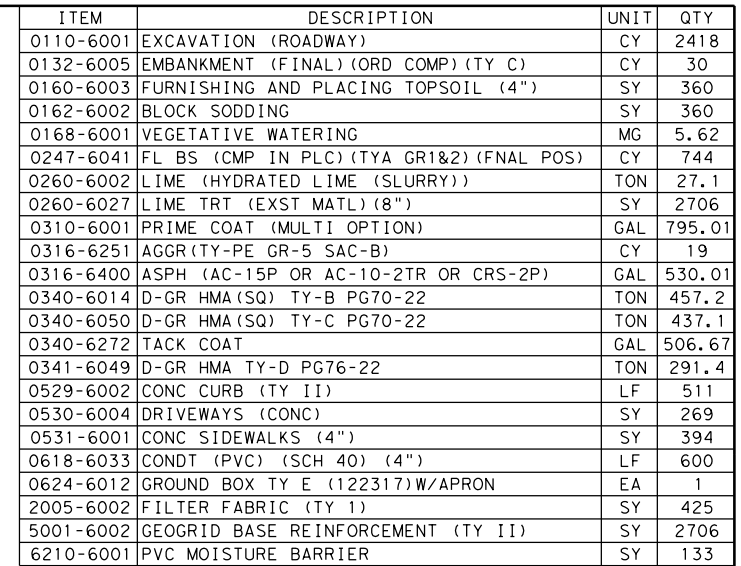 ITEM DESCRIPTION UNIT QTY
0110-6001 EXCAVATION (ROADWAY) CY 2418
0132-6005 EMBANKMENT (FINAL)(ORD COMP)(TY C) CY 30
0160-6003 FURNISHING AND PLACING TOPSOIL (4") SY 360
0162-6002 BLOCK SODDING SY 360
0168-6001 VEGETATIVE WATERING MG 5.62
0247-6041 FL BS (CMP IN PLC)(TYA GR1&2)(FNAL POS) CY 744
0260-6002 LIME (HYDRATED LIME (SLURRY)) TON 27.1
0260-6027 LIME TRT (EXST MATL)(8") SY 2706
0310-6001 PRIME COAT (MULTI OPTION) GAL 795.01
0316-6251 AGGR(TY-PE GR-5 SAC-B) CY 19
0316-6400 ASPH (AC-15P OR AC-10-2TR OR CRS-2P) GAL 530.01
0340-6014 D-GR HMA(SQ) TY-B PG70-22 TON 457.2
0340-6050 D-GR HMA(SQ) TY-C PG70-22 TON 437.1
0340-6272 TACK COAT GAL 506.67
0341-6049 D-GR HMA TY-D PG76-22 TON 291.4
0529-6002 CONC CURB (TY II) LF 511
0530-6004 DRIVEWAYS (CONC) SY 269
0531-6001 CONC SIDEWALKS (4") SY 394
0618-6033 CONDT (PVC) (SCH 40) (4") LF 600
0624-6012 GROUND BOX TY E (122317)W/APRON EA 1
2005-6002 FILTER FABRIC (TY 1) SY 425
5001-6002 GEOGRID BASE REINFORCEMENT (TY II) SY 2706
6210-6001 PVC MOISTURE BARRIER SY 133